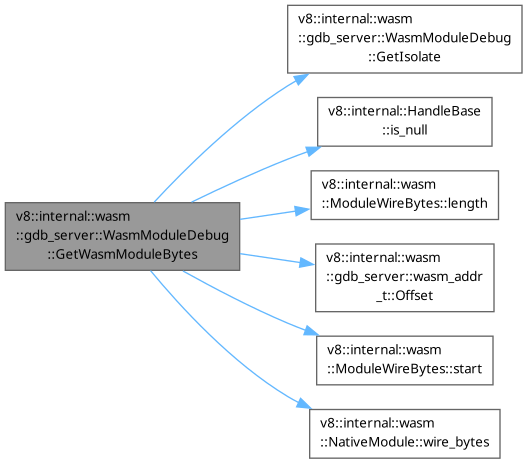 v8::internal::wasm
::gdb_server::WasmModuleDebug
::GetWasmModuleBytes
v8::internal::wasm
::gdb_server::WasmModuleDebug
::GetIsolate
v8::internal::HandleBase
::is_null
v8::internal::wasm
::ModuleWireBytes::length
v8::internal::wasm
::gdb_server::wasm_addr
_t::Offset
v8::internal::wasm
::ModuleWireBytes::start
v8::internal::wasm
::NativeModule::wire_bytes